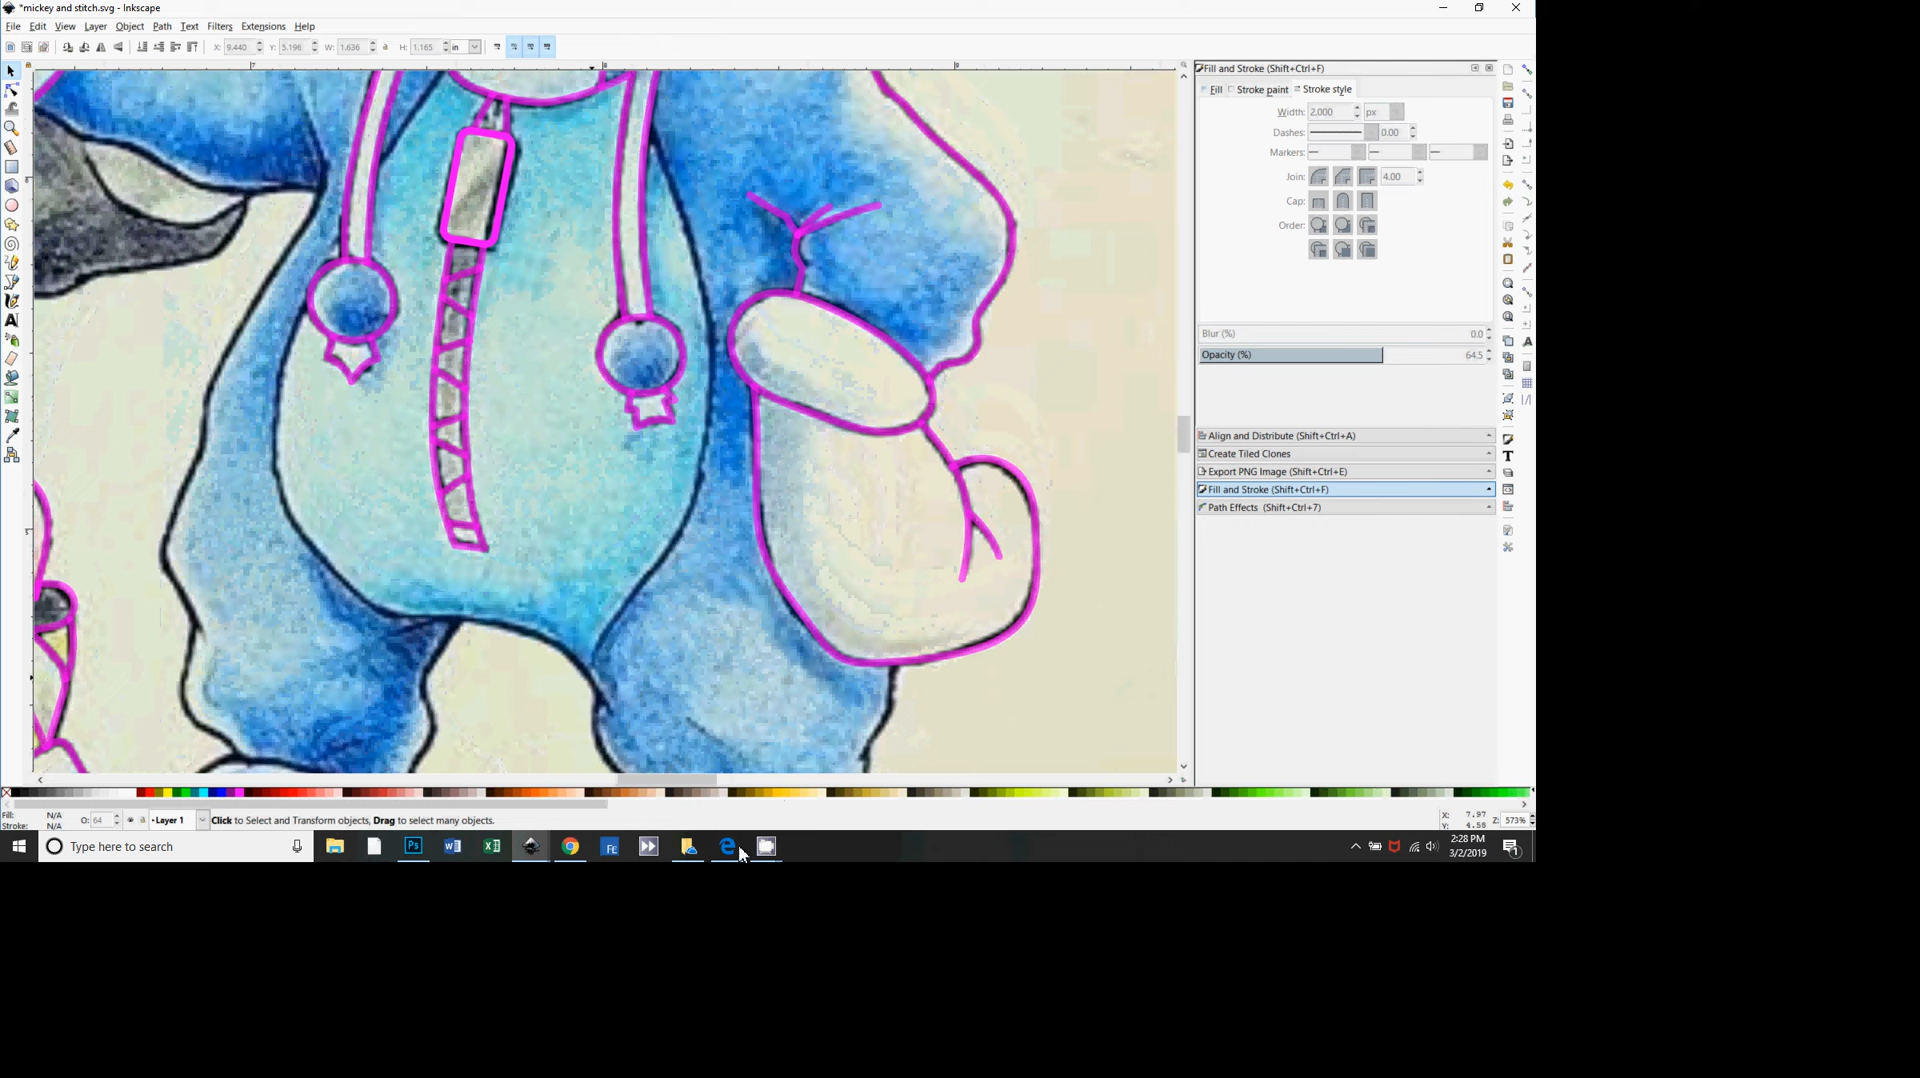 *mickey and stitch.svg - Inkscape
File Edit View Layer Object Path Text Filters Extensions Help
X: 9.440 Y: 5.196 W: 1.636 H: 1.165 in
Fill and Stroke (Shift+Ctrl+F)
Fill Stroke paint Stroke style
Width: 2.000 px
Dashes: 0.00
Markers:
Join: 4.00
Cap:
Order:
Blur (%) 0.0
Opacity (%) 64.5
Align and Distribute (Shift+Ctrl+A)
Create Tiled Clones
Export PNG Image (Shift+Ctrl+E)
Fill and Stroke (Shift+Ctrl+F)
Path Effects (Shift+Ctrl+7)
Fill: N/A
Stroke: N/A
O: 64
Layer 1
Click to Select and Transform objects, Drag to select many objects.
X: 7.97
Y: 4.56
Z: 573%
Type here to search
Ps
2:28 PM
3/2/2019